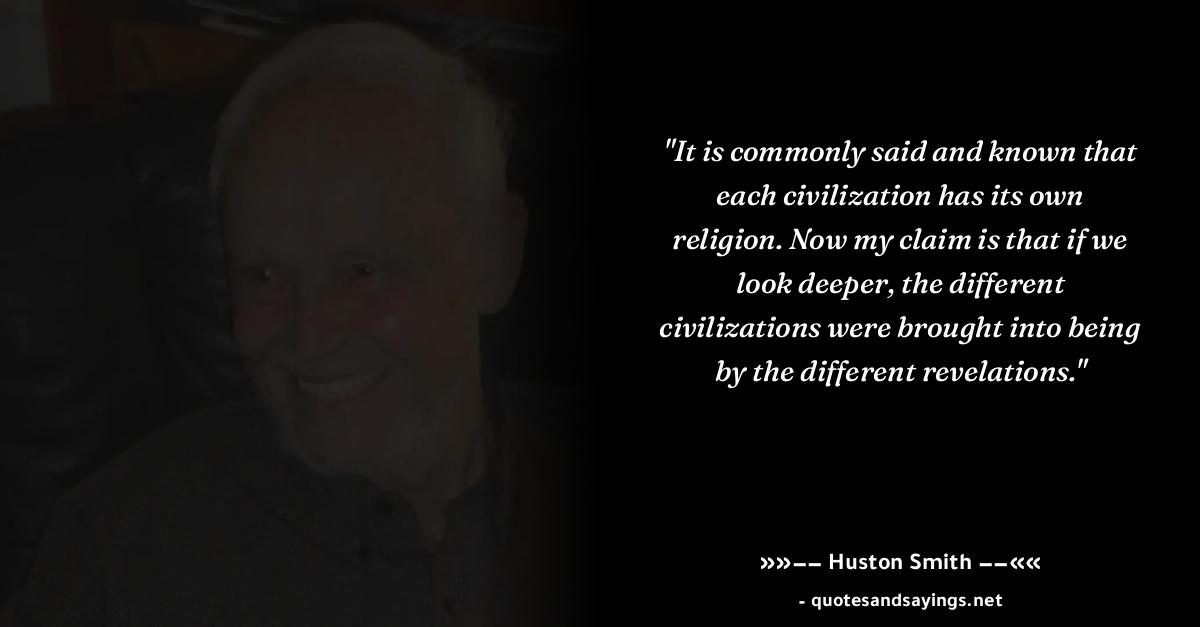 "It is commonly said and known that
each civilization has its own
religion. Now my claim is that if we
look deeper, the different
civilizations were brought into being
by the different revelations."
»»–– Huston Smith ––««
- quotesandsayings.net